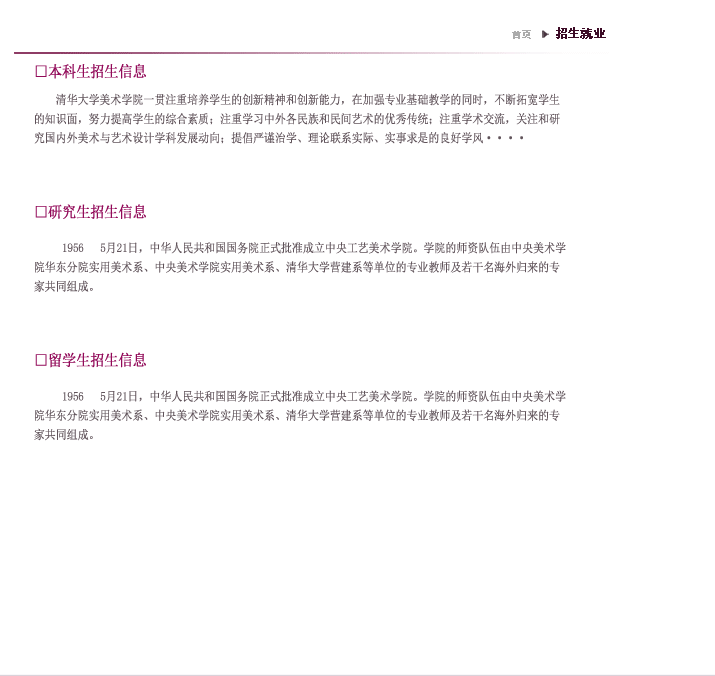 首页 ▶ 招生就业
□本科生招生信息
清华大学美术学院一贯注重培养学生的创新精神和创新能力，在加强专业基础教学的同时，不断拓宽学生
的知识面，努力提高学生的综合素质；注重学习中外各民族和民间艺术的优秀传统；注重学术交流，关注和研
究国内外美术与艺术设计学科发展动向；提倡严谨治学、理论联系实际、实事求是的良好学风・・・・
□研究生招生信息
1956 5月21日，中华人民共和国国务院正式批准成立中央工艺美术学院。学院的师资队伍由中央美术学
院华东分院实用美术系、中央美术学院实用美术系、清华大学营建系等单位的专业教师及若干名海外归来的专
家共同组成。
□留学生招生信息
1956 5月21日，中华人民共和国国务院正式批准成立中央工艺美术学院。学院的师资队伍由中央美术学
院华东分院实用美术系、中央美术学院实用美术系、清华大学营建系等单位的专业教师及若干名海外归来的专
家共同组成。